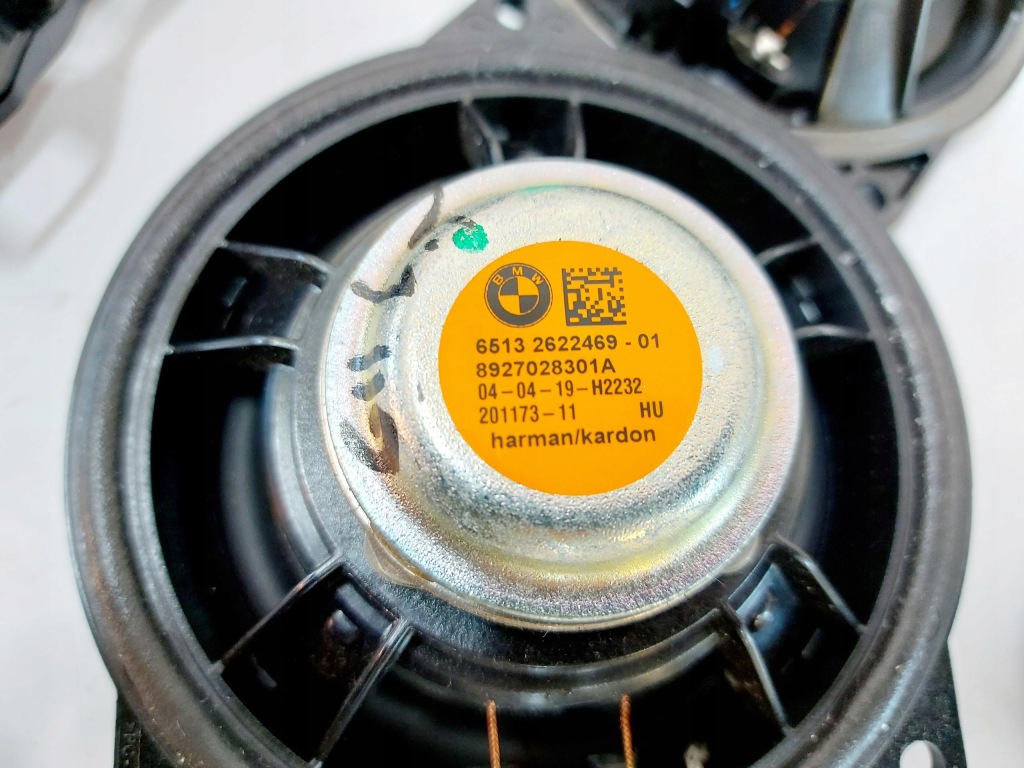 BMW
6513 2622469 - 01
8927028301A
04-04-19-H2232
201173-11 HU
harman/kardon